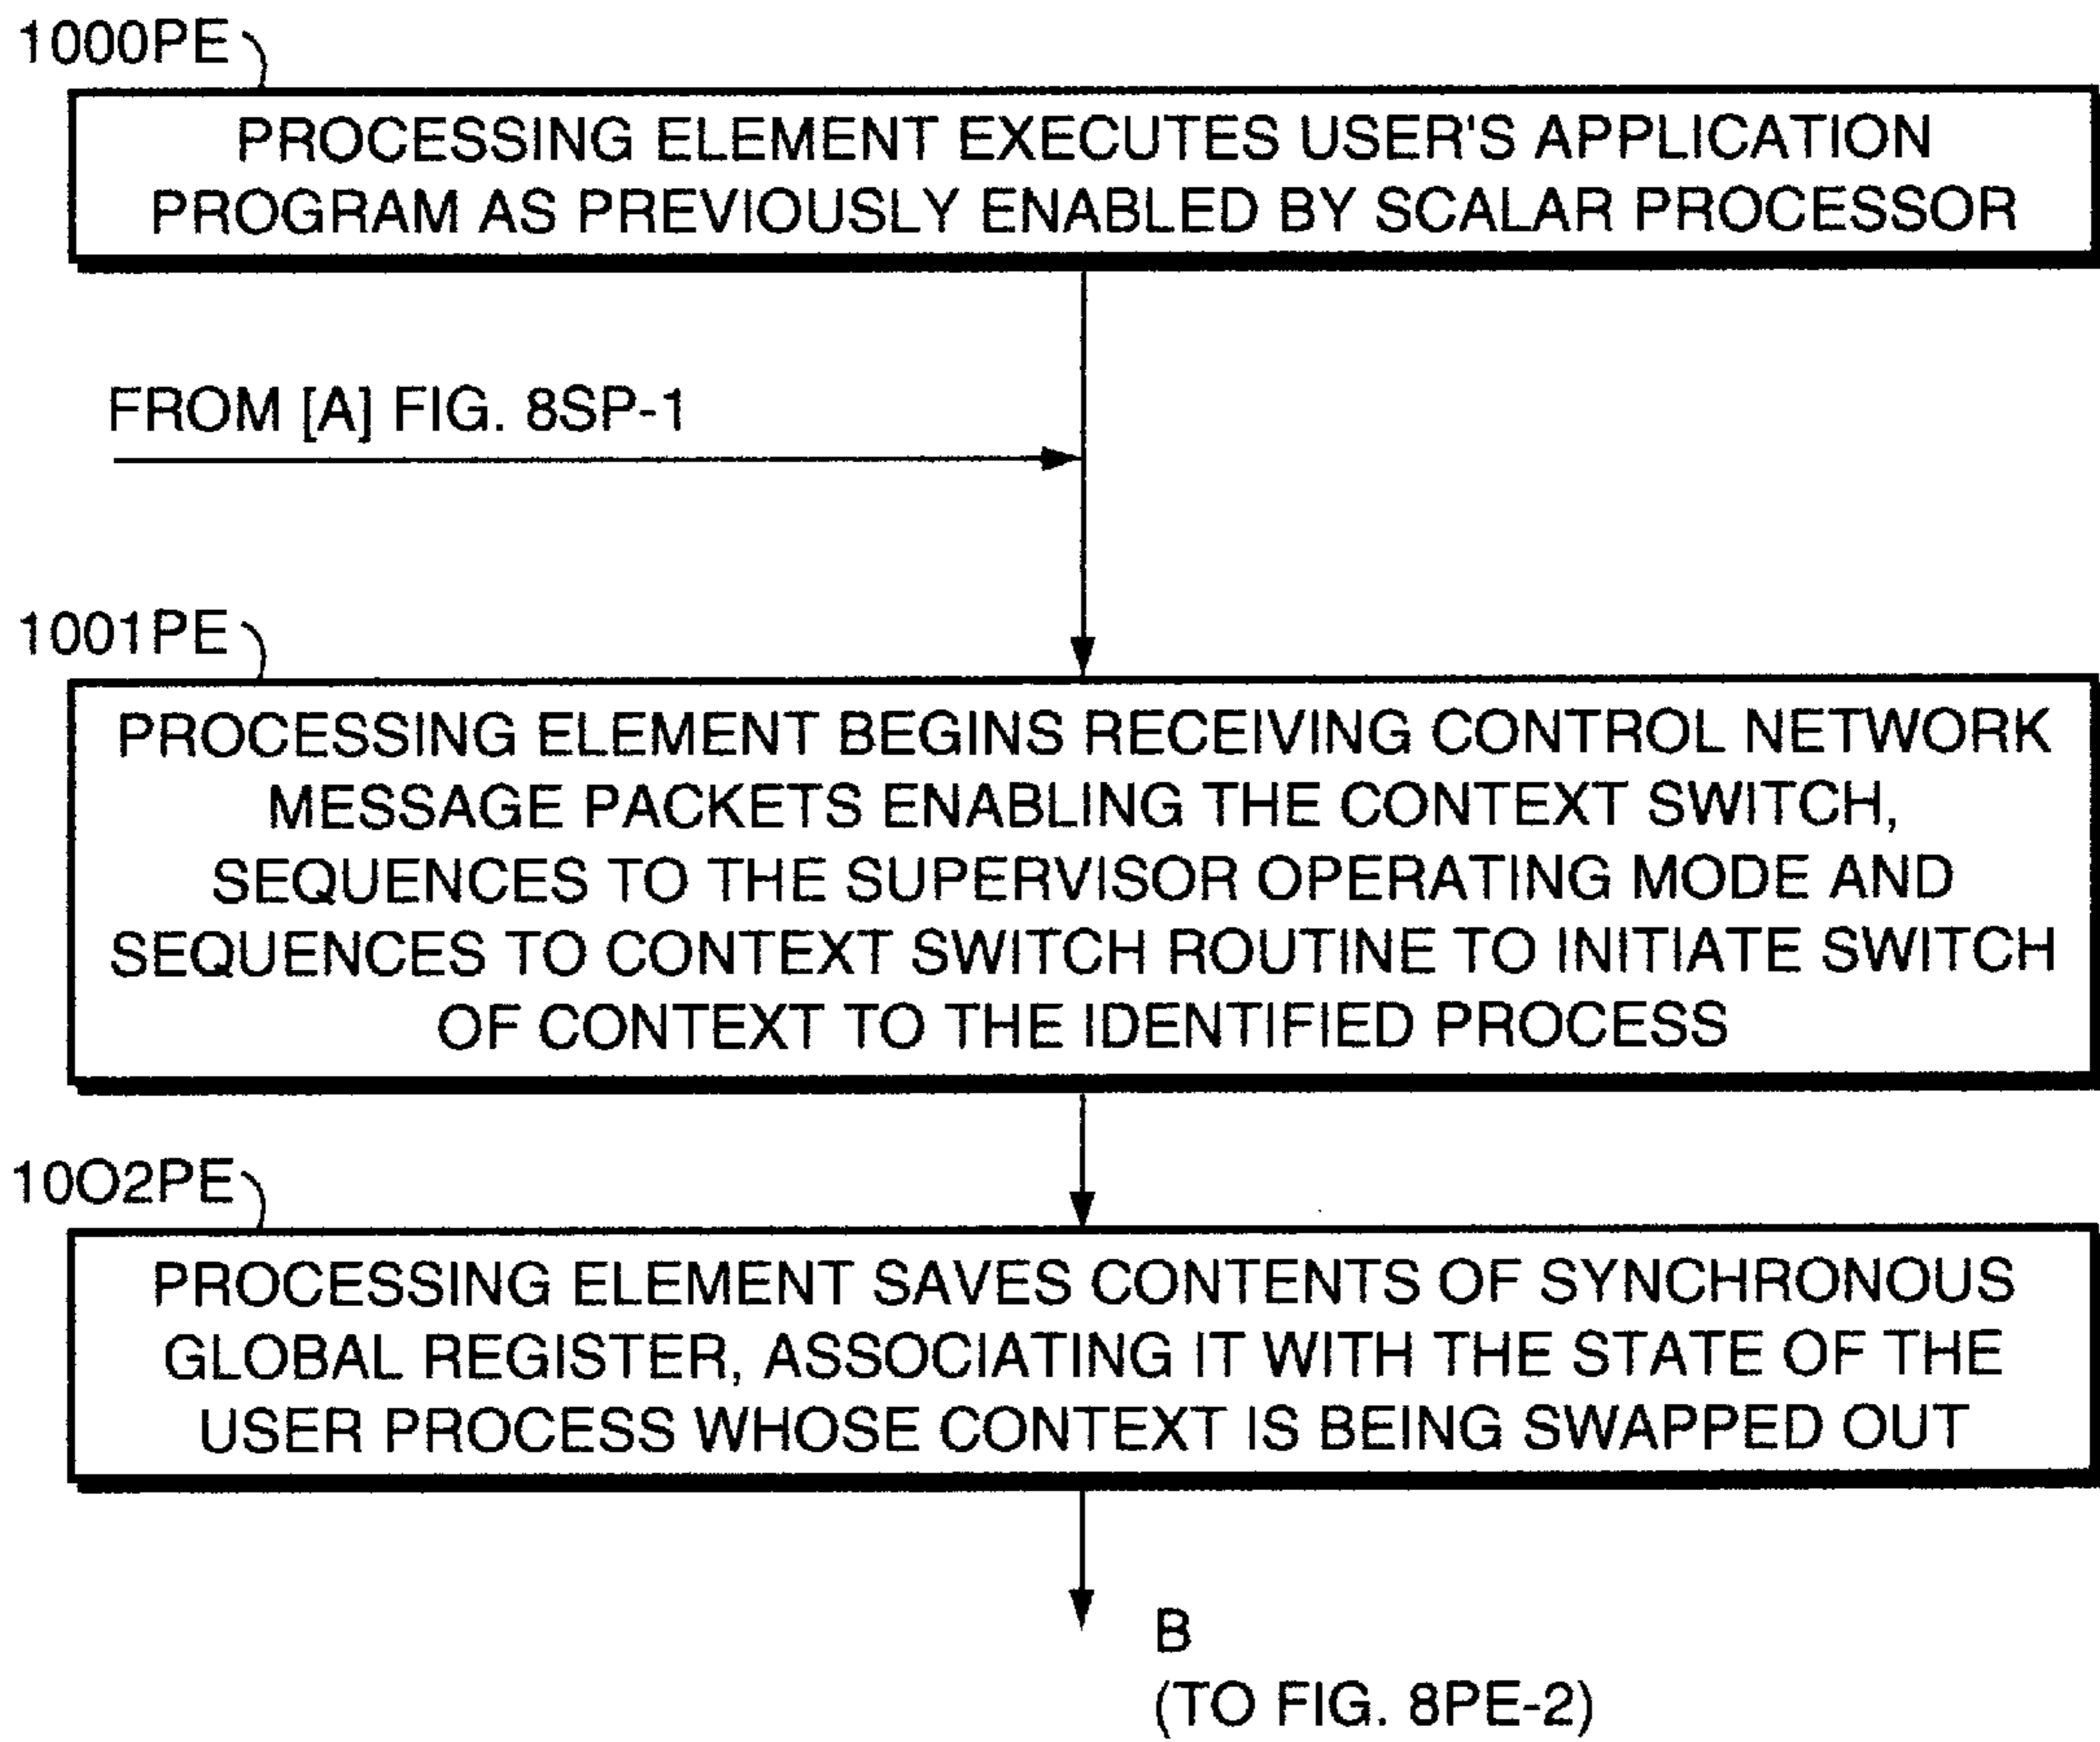 1000PE
PROCESSING ELEMENT EXECUTES USER'S APPLICATION
PROGRAM AS PREVIOUSLY ENABLED BY SCALAR PROCESSOR
FROM [A] FIG. 8SP-1
1001PE
PROCESSING ELEMENT BEGINS RECEIVING CONTROL NETWORK
MESSAGE PACKETS ENABLING THE CONTEXT SWITCH,
SEQUENCES TO THE SUPERVISOR OPERATING MODE AND
SEQUENCES TO CONTEXT SWITCH ROUTINE TO INITIATE SWITCH
OF CONTEXT TO THE IDENTIFIED PROCESS
10O2PE
PROCESSING ELEMENT SAVES CONTENTS OF SYNCHRONOUS
GLOBAL REGISTER, ASSOCIATING IT WITH THE STATE OF THE
USER PROCESS WHOSE CONTEXT IS BEING SWAPPED OUT
B
(TO FIG. 8PE-2)